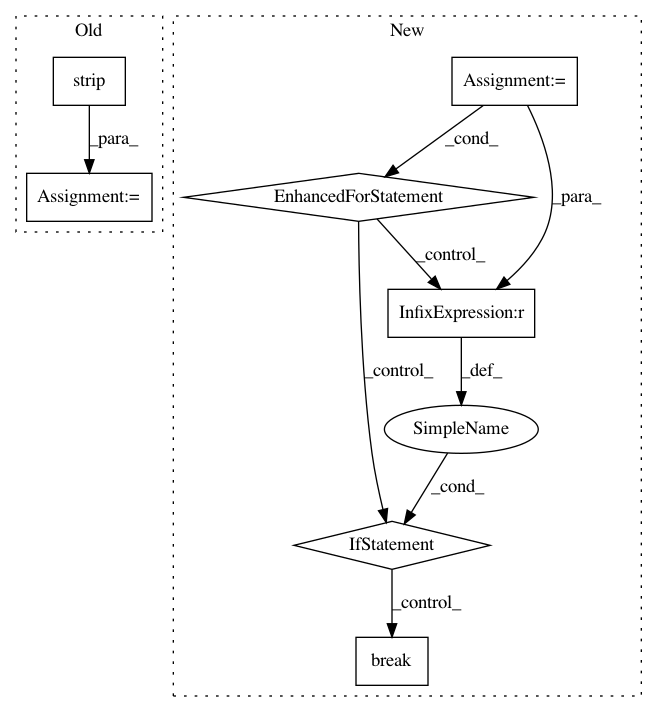 Old
New
strip
Assignment:=
_para_
_cond_
Assignment:=
EnhancedForStatement
_para_
_control_
InfixExpression:r
_control_
_def_
SimpleName
_cond_
IfStatement
_control_
break